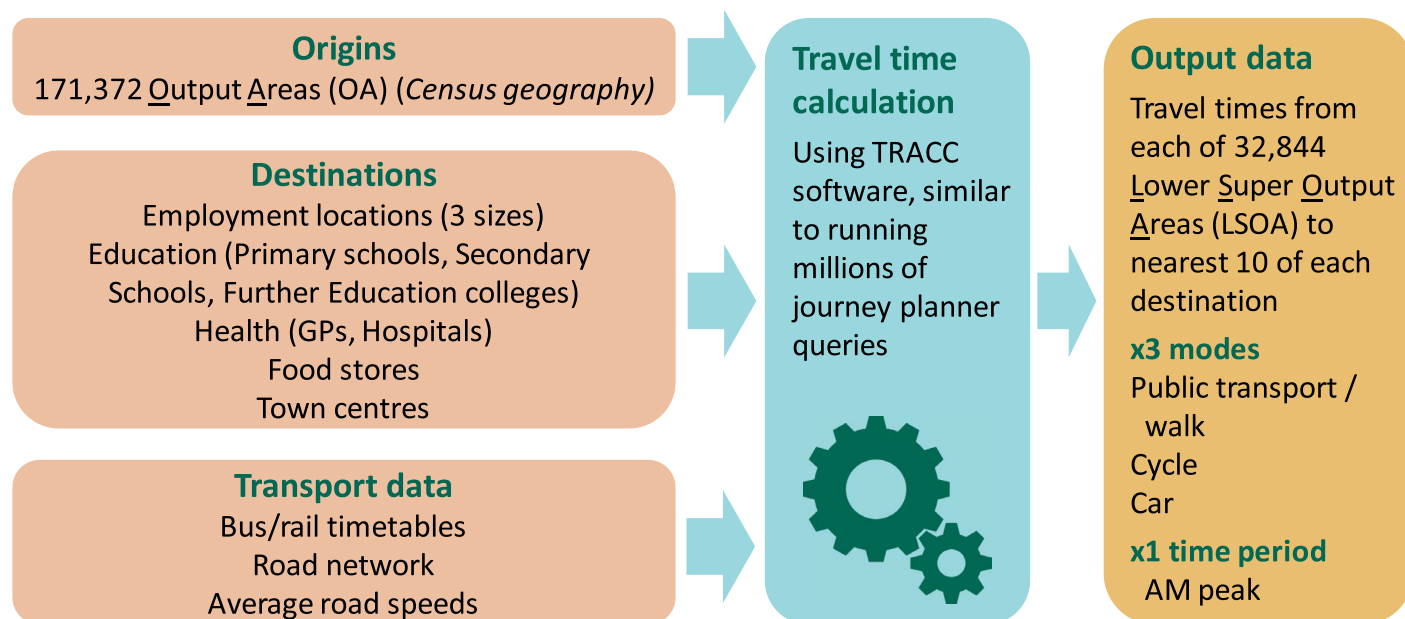 Origins
171,372 Output Areas (OA) (Census geography)
Destinations
Employment locations (3 sizes)
Education (Primary schools, Secondary
Schools, Further Education colleges)
Health (GPs, Hospitals)
Food stores
Town centres
Transport data
Bus/rail timetables
Road network
Average road speeds
Travel time
calculation
Using TRACC
software, similar
to running
millions of
journey planner
queries
Output data
Travel times from
each of 32,844
Lower Super Output
Areas (LSOA) to
nearest 10 of each
destination
x3 modes
Public transport /
walk
Cycle
Car
x1 time period
AM peak